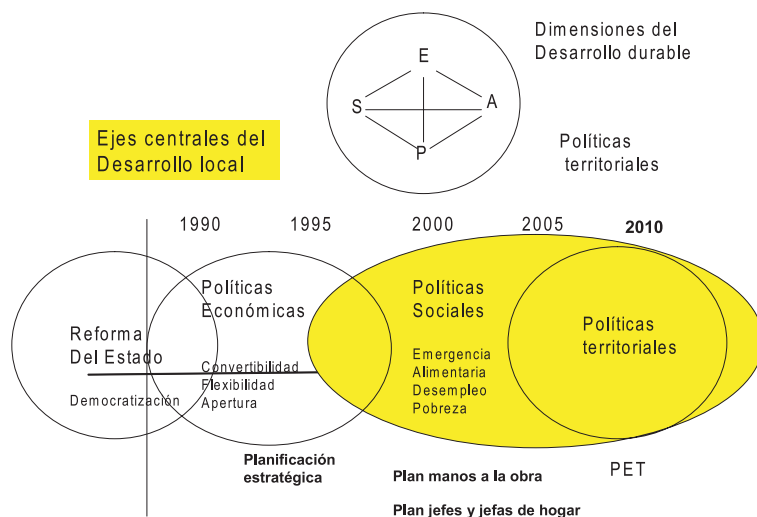 Dimensiones del
Desarrollo durable
E
S
A
P
Ejes centrales del
Desarrollo local
Políticas
territoriales
1990
1995
2000
2005
2010
Políticas
Económicas
Políticas
Sociales
Reforma
Del Estado
Políticas
territoriales
Convertibilidad
Flexibilidad
Apertura
Emergencia
Alimentaria
Desempleo
Pobreza
Democratización
Planificación
estratégica
Plan manos a la obra
PET
Plan jefes y jefas de hogar